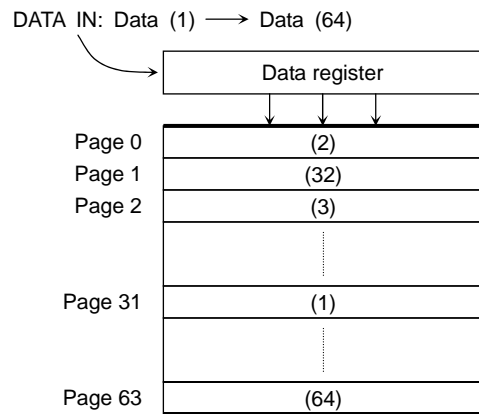 DATA IN: Data (1) → Data (64)
Data register
Page 0 (2)
Page 1 (32)
Page 2 (3)
Page 31 (1)
Page 63 (64)